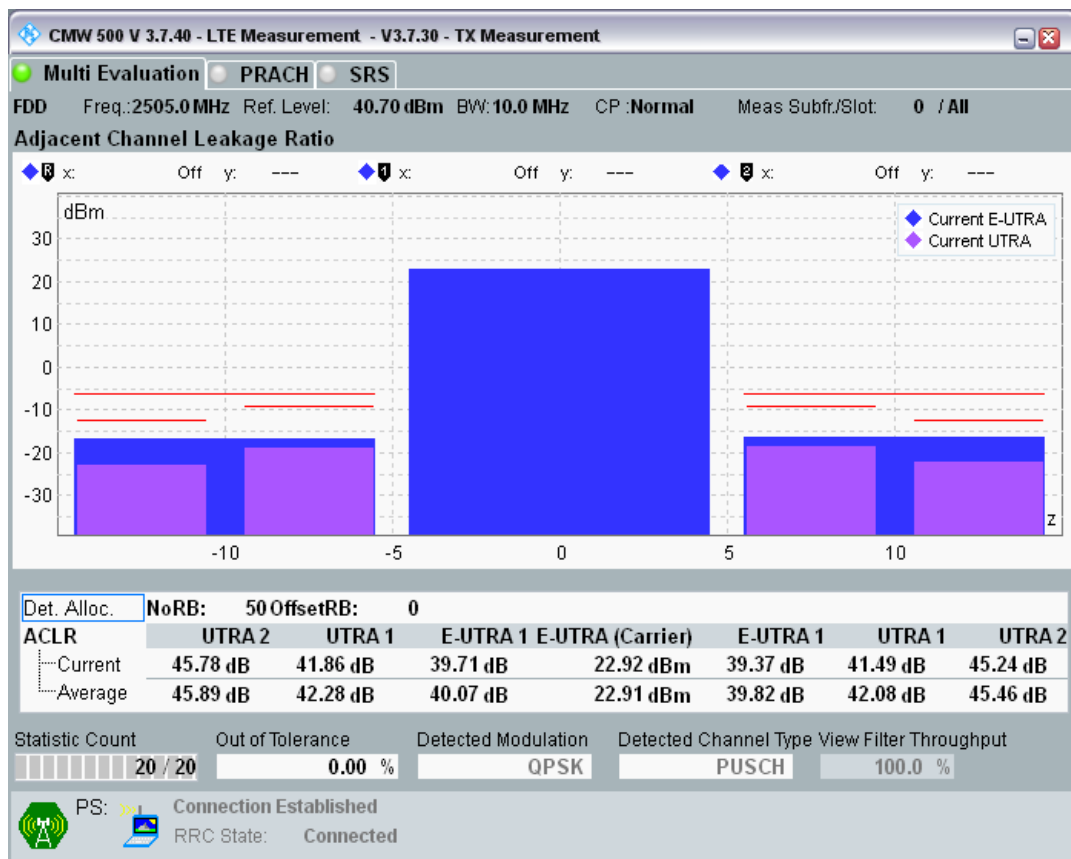 CMW 500 V 3.7.40 - LTE Measurement - V3.7.30 - TX Measurement
Multi Evaluation PRACH SRS
FDD Freq.:2505.0 MHz Ref. Level: 40.70 dBm BW: 10.0 MHz CP :Normal Meas Subfr./Slot: 0 / All
Adjacent Channel Leakage Ratio
R x: Off y: --- 1 x: Off y: --- 2 x: Off y: ---
dBm
Current E-UTRA
Current UTRA
30
20
10
0
-10
-20
-30
z
-10 -5 0 5 10
Det. Alloc. NoRB: 50 OffsetRB: 0
ACLR UTRA 2 UTRA 1 E-UTRA 1 E-UTRA (Carrier) E-UTRA 1 UTRA 1 UTRA 2
Current 45.78 dB 41.86 dB 39.71 dB 22.92 dBm 39.37 dB 41.49 dB 45.24 dB
Average 45.89 dB 42.28 dB 40.07 dB 22.91 dBm 39.82 dB 42.08 dB 45.46 dB
Statistic Count Out of Tolerance Detected Modulation Detected Channel Type View Filter Throughput
20 / 20 0.00 % QPSK PUSCH 100.0 %
PS: Connection Established
RRC State: Connected